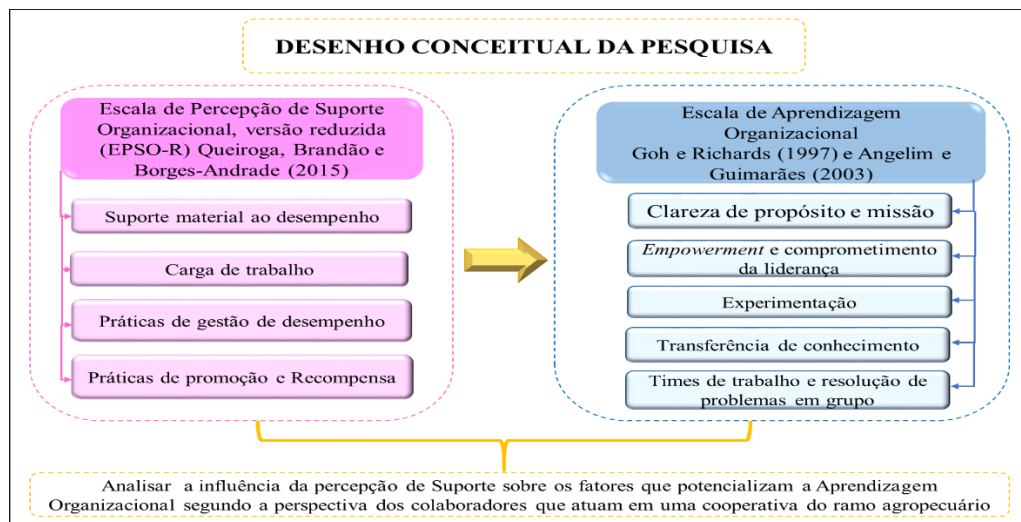 DESENHO CONCEITUAL DA PESQUISA
Escala de Percepção de Suporte
Organizacional, versão reduzida
(EPSO-R) Queiroga, Brandão e
Borges-Andrade (2015)
Suporte material ao desempenho
Carga de trabalho
Práticas de gestão de desempenho
Práticas de promoção e Recompensa
Escala de Aprendizagem
Organizacional
Goh e Richards (1997) e Angelim e
Guimarães (2003)
Clareza de propósito e missão
Empowerment e comprometimento
da liderança
Experimentação
Transferência de conhecimento
Times de trabalho e resolução de
problemas em grupo
Analisar a influência da percepção de Suporte sobre os fatores que potencializam a Aprendizagem
Organizacional segundo a perspectiva dos colaboradores que atuam em uma cooperativa do ramo agropecuário